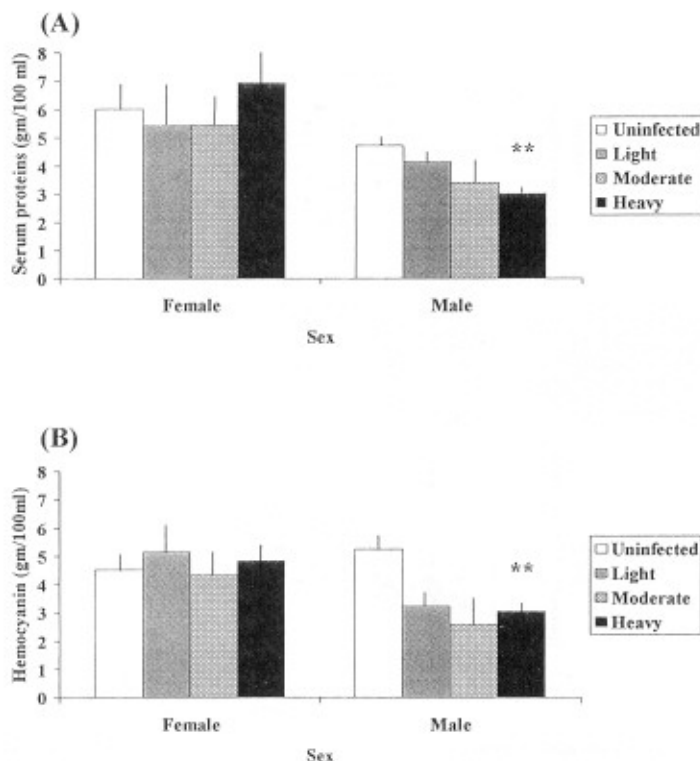 (A)
Serum proteins (gm/100 ml)
8
7
6
5
4
3
2
1
0
**
Female
Male
Sex
Uninfected
Light
Moderate
Heavy
(B)
Hemocyanin (gm/100ml)
8
7
6
5
4
3
2
1
0
**
Female
Male
Sex
Uninfected
Light
Moderate
Heavy